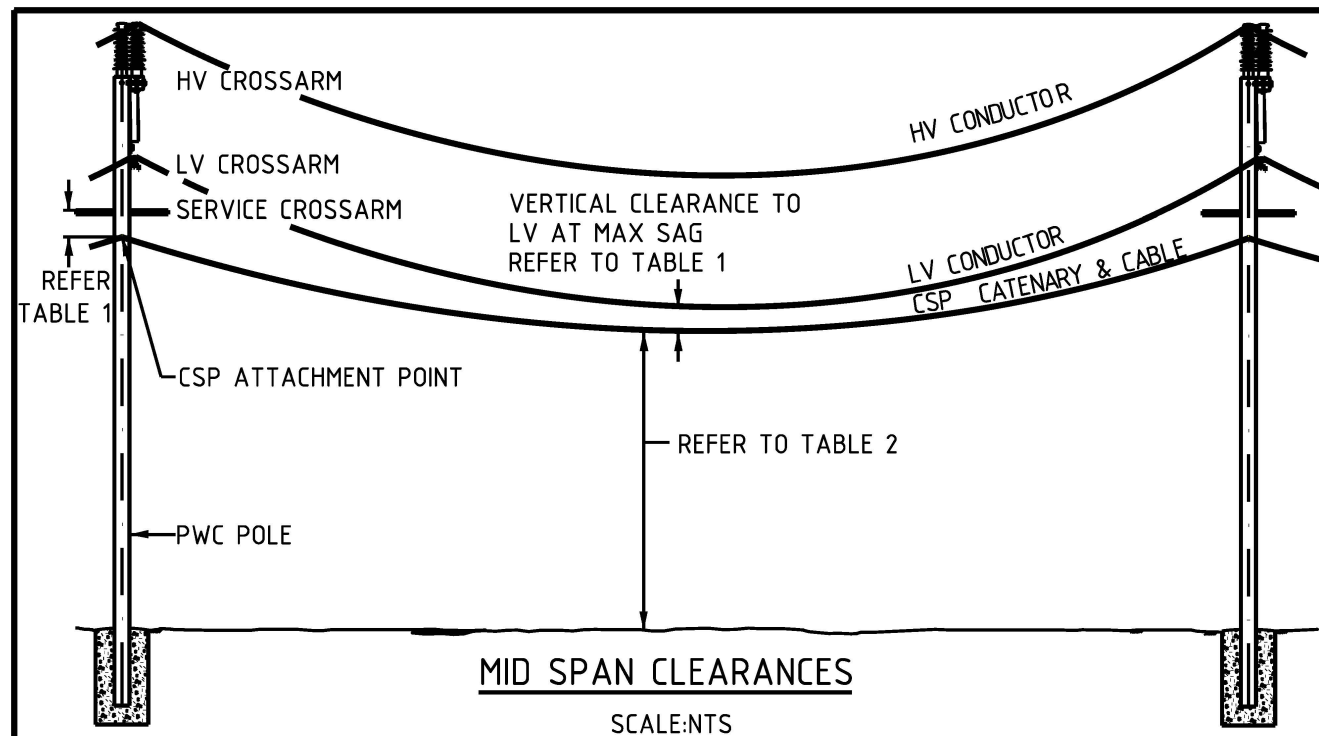 HV CROSSARM
HV CONDUCTOR
LV CROSSARM
SERVICE CROSSARM
VERTICAL CLEARANCE TO
LV AT MAX SAG
REFER TO TABLE 1
LV CONDUCTOR
CSP CATENARY & CABLE
REFER
TABLE 1
CSP ATTACHMENT POINT
REFER TO TABLE 2
PWC POLE
MID SPAN CLEARANCES
SCALE:NTS